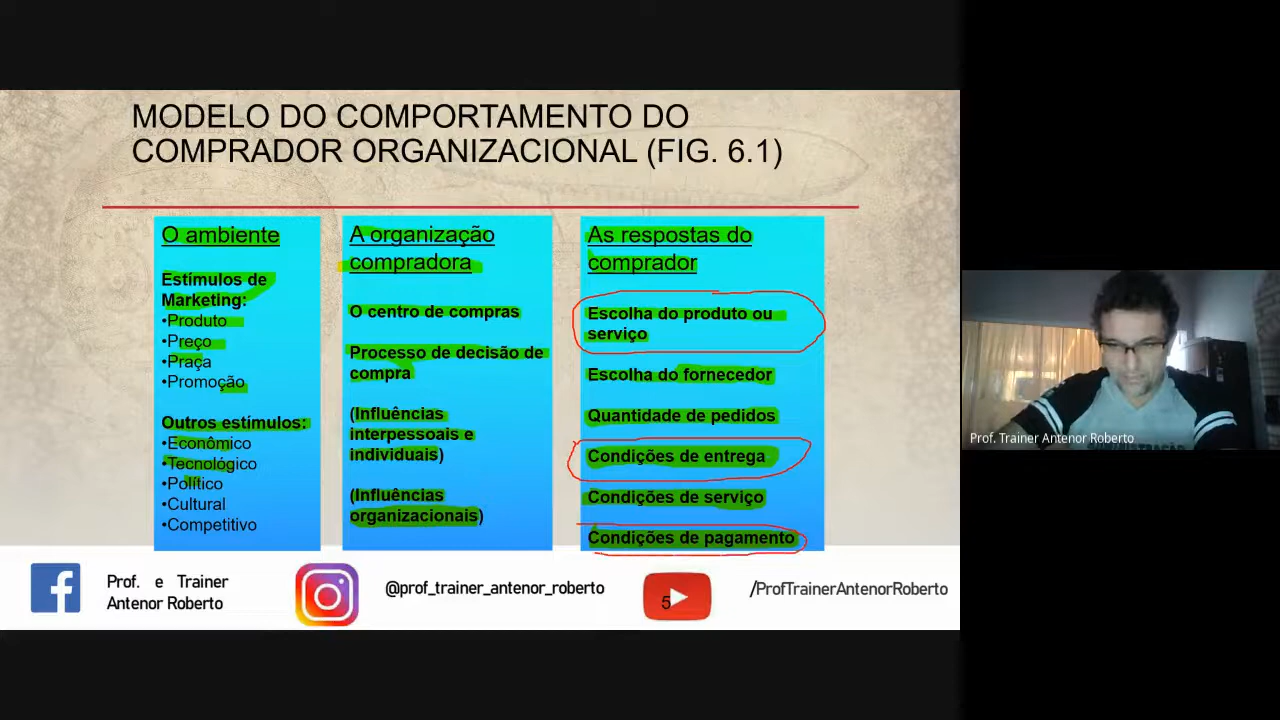 MODELO DO COMPORTAMENTO DO
COMPRADOR ORGANIZACIONAL (FIG. 6.1)
O ambiente
Estímulos de
Marketing:
•Produto
•Preço
•Praça
•Promoção
Outros estímulos:
•Econômico
•Tecnológico
•Político
•Cultural
•Competitivo
A organização
compradora
O centro de compras
Processo de decisão de
compra
(Influências
interpessoais e
individuais)
(Influências
organizacionais)
As respostas do
comprador
Escolha do produto ou
serviço
Escolha do fornecedor
Quantidade de pedidos
Condições de entrega
Condições de serviço
Condições de pagamento
Prof. e Trainer
Antenor Roberto
@prof_trainer_antenor_roberto
5
/ProfTrainerAntenorRoberto
Prof. Trainer Antenor Roberto